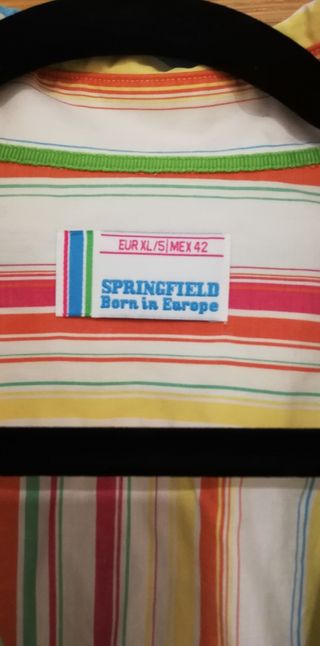 EUR XL/5|MEX 42
SPRINGFIELD
Born in Europe